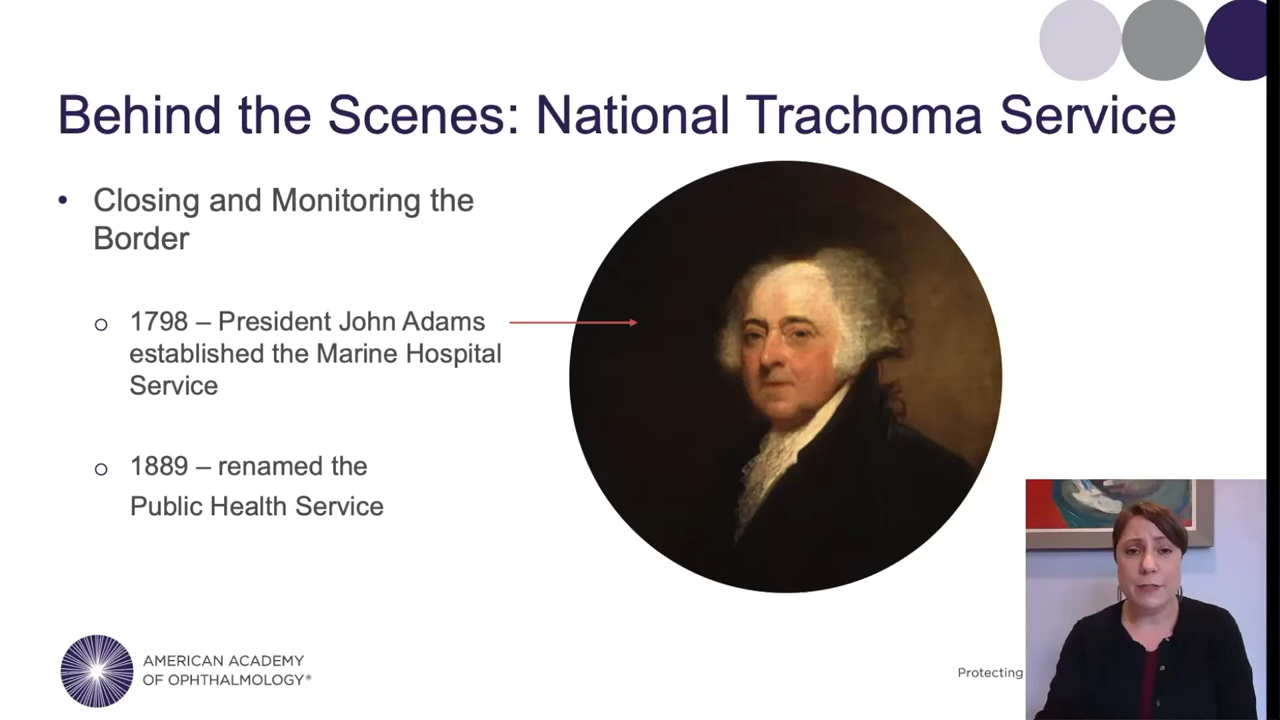 Behind the Scenes: National Trachoma Service
• Closing and Monitoring the
Border
o 1798 – President John Adams
established the Marine Hospital
Service
o 1889 – renamed the
Public Health Service
AMERICAN ACADEMY
OF OPHTHALMOLOGY®
Protecting